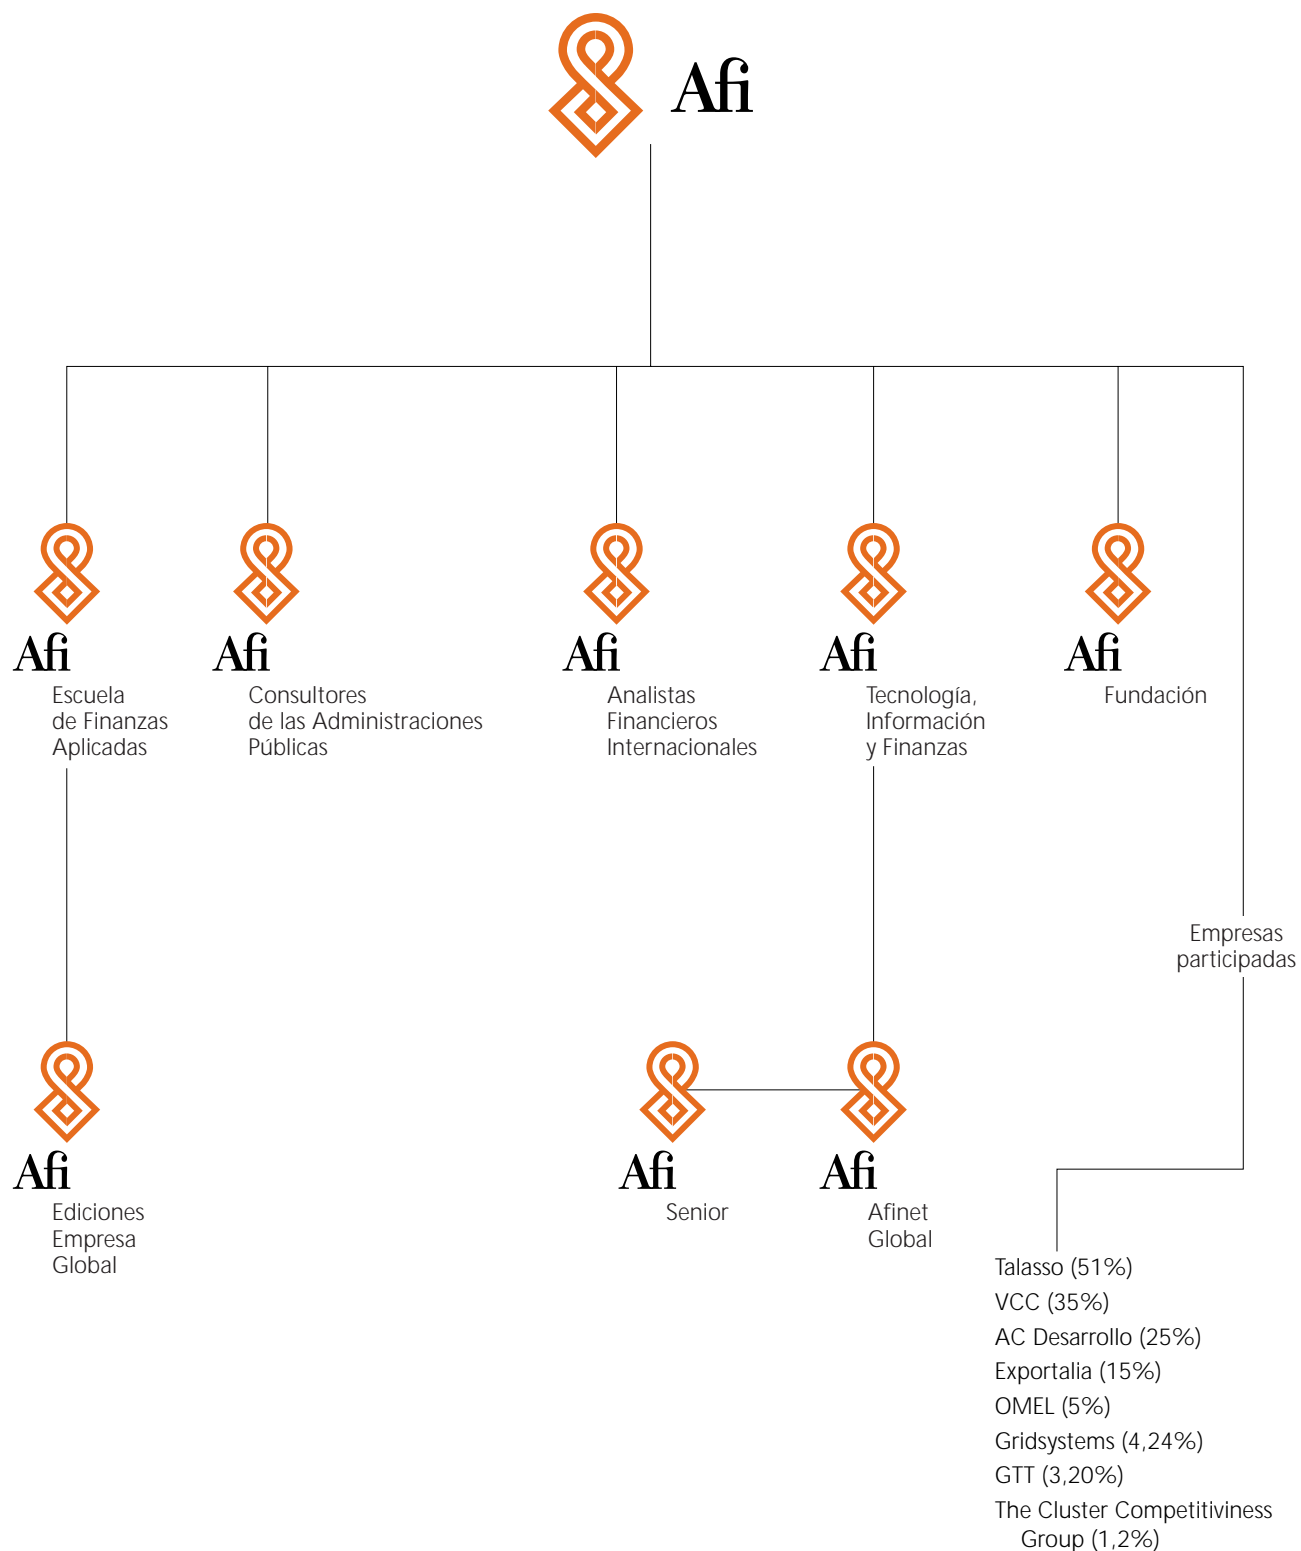 Afi
Afi
Escuela
de Finanzas
Aplicadas
Afi
Consultores
de las Administraciones
Públicas
Afi
Analistas
Financieros
Internacionales
Afi
Tecnología,
Información
y Finanzas
Afi
Fundación
Empresas
participadas
Afi
Ediciones
Empresa
Global
Afi
Senior
Afi
Afinet
Global
Talasso (51%)
VCC (35%)
AC Desarrollo (25%)
Exportalia (15%)
OMEL (5%)
Gridsystems (4,24%)
GTT (3,20%)
The Cluster Competitiviness
Group (1,2%)